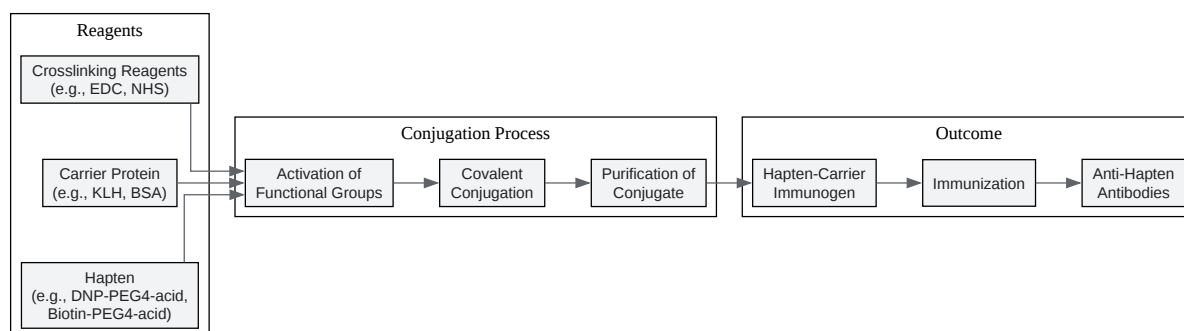 Reagents
Crosslinking Reagents
(e.g., EDC, NHS)
Carrier Protein
(e.g., KLH, BSA)
Hapten
(e.g., DNP-PEG4-acid,
Biotin-PEG4-acid)
Conjugation Process
Activation of
Functional Groups
Covalent
Conjugation
Purification of
Conjugate
Outcome
Hapten-Carrier
Immunogen
Immunization
Anti-Hapten
Antibodies